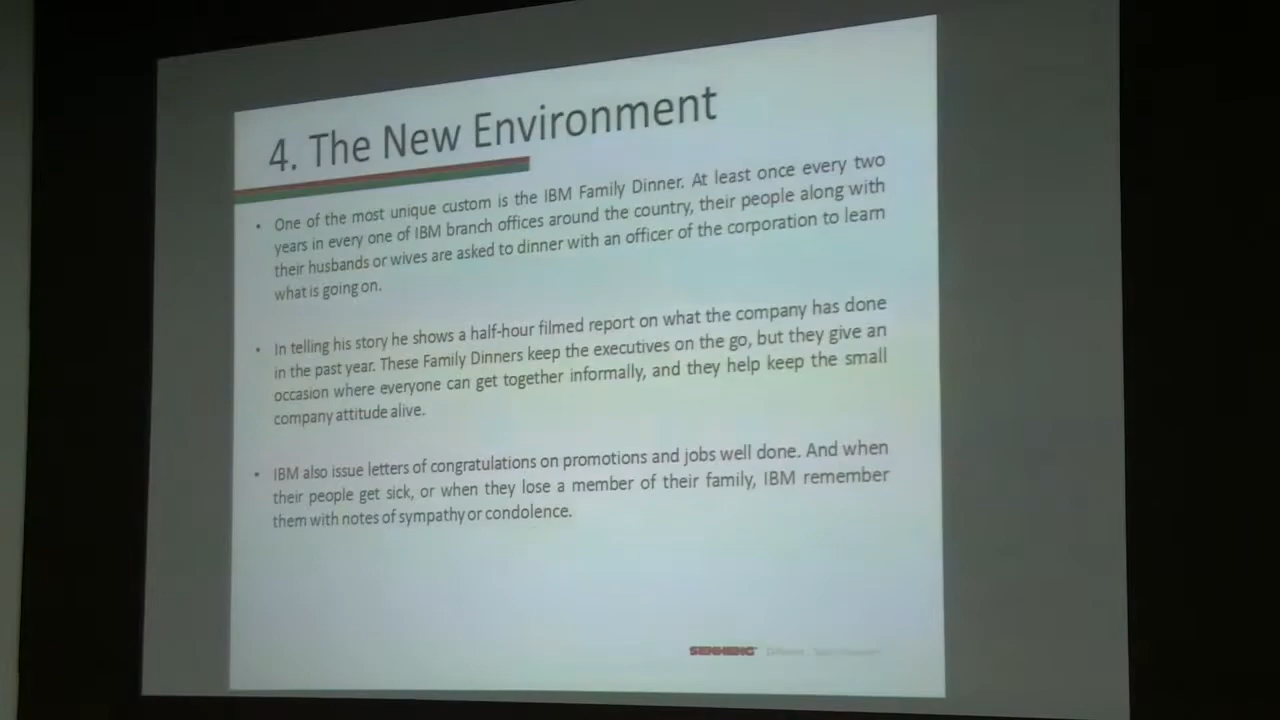 4. The New Environment
• One of the most unique custom is the IBM Family Dinner. At least once every two
years in every one of IBM branch offices around the country, their people along with
their husbands or wives are asked to dinner with an officer of the corporation to learn
what is going on.
• In telling his story he shows a half-hour filmed report on what the company has done
in the past year. These Family Dinners keep the executives on the go, but they give an
occasion where everyone can get together informally, and they help keep the small
company attitude alive.
• IBM also issue letters of congratulations on promotions and jobs well done. And when
their people get sick, or when they lose a member of their family, IBM remember
them with notes of sympathy or condolence.
SENHENG